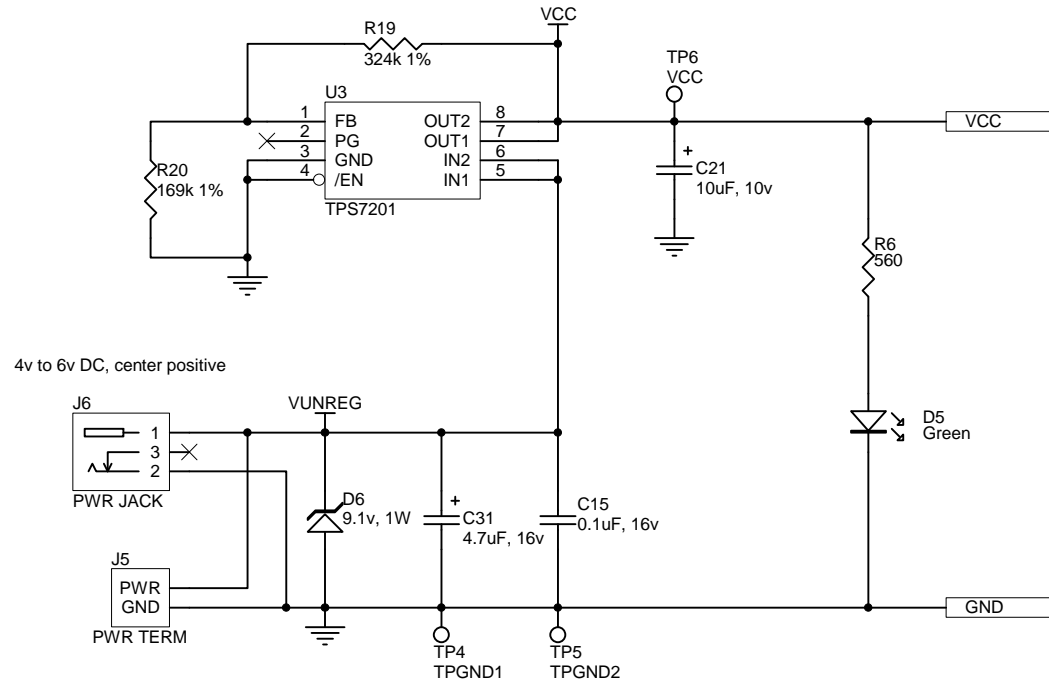 VCC
R19
324k 1%
TP6
VCC
U3
1 FB OUT2 8
2 PG OUT1 7
3 GND IN2 6
4 /EN IN1 5
TPS7201
R20
169k 1%
+
C21
10uF, 10v
VCC
R6
560
4v to 6v DC, center positive
J6
1
3
2
PWR JACK
VUNREG
D5
Green
D6
9.1v, 1W
+
C31
4.7uF, 16v
C15
0.1uF, 16v
J5
PWR
GND
PWR TERM
GND
TP4
TPGND1
TP5
TPGND2